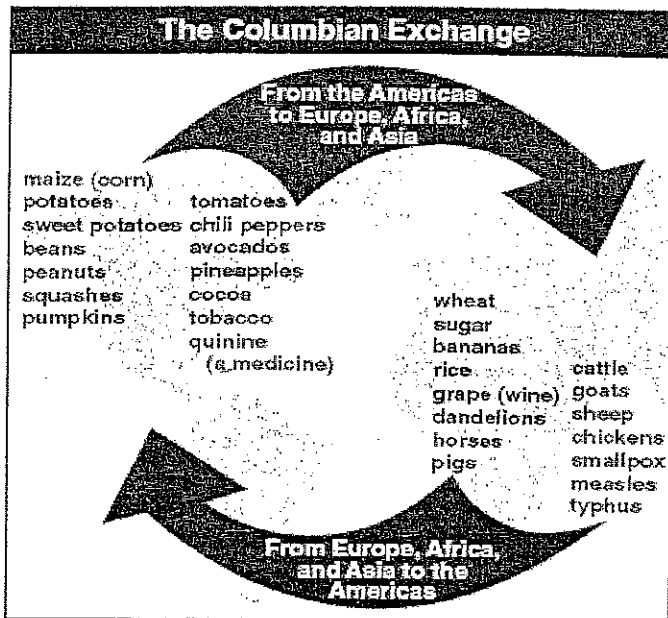 The Columbian Exchange
From the Americas
to Europe, Africa,
and Asia
maize (corn)
potatoes
sweet potatoes
beans
peanuts
squashes
pumpkins
tomatoes
chili peppers
avocados
pineapples
cocoa
tobacco
quinine
(a medicine)
wheat
sugar
bananas
rice
grape (wine)
dandelions
horses
pigs
cattle
goats
sheep
chickens
smallpox
measles
typhus
From Europe, Africa,
and Asia to the
Americas